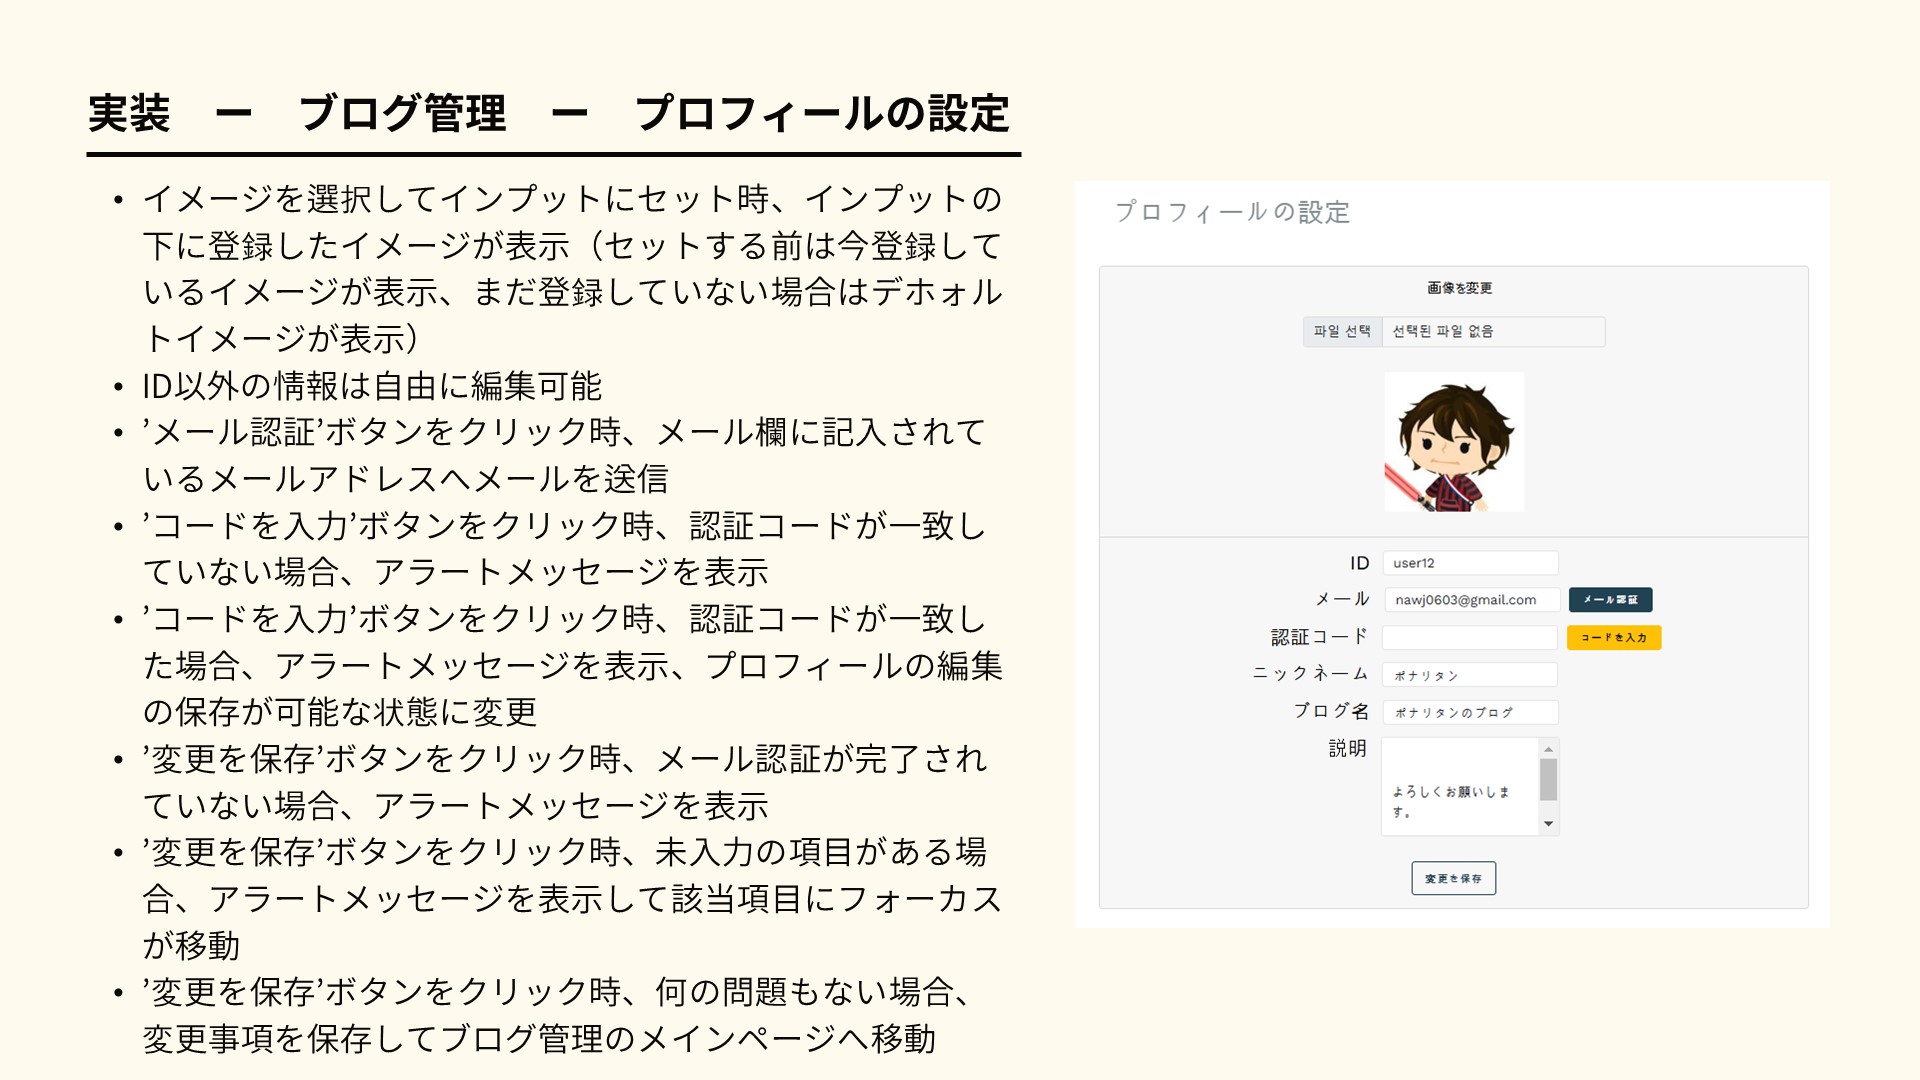 実装　ー　ブログ管理　ー　プロフィールの設定
• イメージを選択してインプットにセット時、インプットの
下に登録したイメージが表示（セットする前は今登録して
いるイメージが表示、まだ登録していない場合はデホォル
トイメージが表示）
• ID以外の情報は自由に編集可能
• ’メール認証’ボタンをクリック時、メール欄に記入されて
いるメールアドレスへメールを送信
• ’コードを入力’ボタンをクリック時、認証コードが一致し
ていない場合、アラートメッセージを表示
• ’コードを入力’ボタンをクリック時、認証コードが一致し
た場合、アラートメッセージを表示、プロフィールの編集
の保存が可能な状態に変更
• ’変更を保存’ボタンをクリック時、メール認証が完了され
ていない場合、アラートメッセージを表示
• ’変更を保存’ボタンをクリック時、未入力の項目がある場
合、アラートメッセージを表示して該当項目にフォーカス
が移動
• ’変更を保存’ボタンをクリック時、何の問題もない場合、
変更事項を保存してブログ管理のメインページへ移動
プロフィールの設定
画像を変更
파일 선택 선택된 파일 없음
ID user12
メール nawj0603@gmail.com メール認証
認証コード コードを入力
ニックネーム ポナリタン
ブログ名 ポナリタンのブログ
説明
よろしくお願いしま
す。
変更を保存